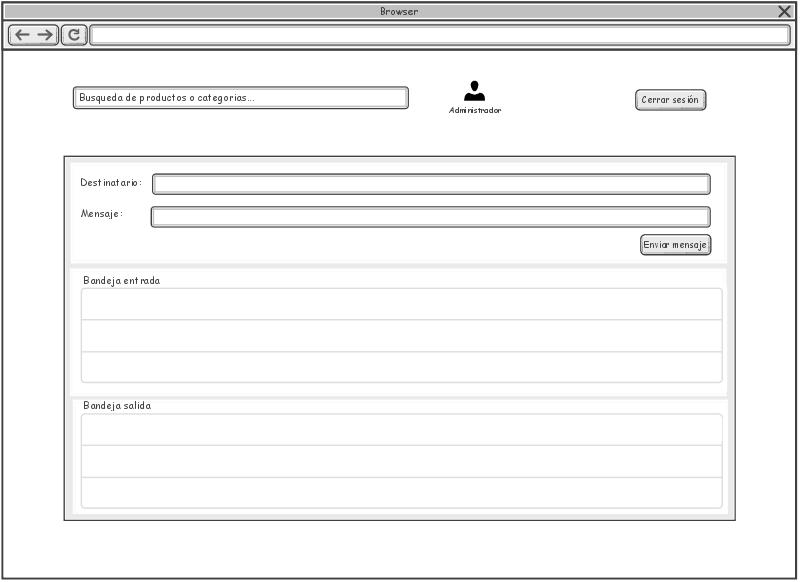 Browser
Busqueda de productos o categorias...
Administrador
Cerrar sesión
Destinatario:
Mensaje:
Enviar mensaje
Bandeja entrada
Bandeja salida